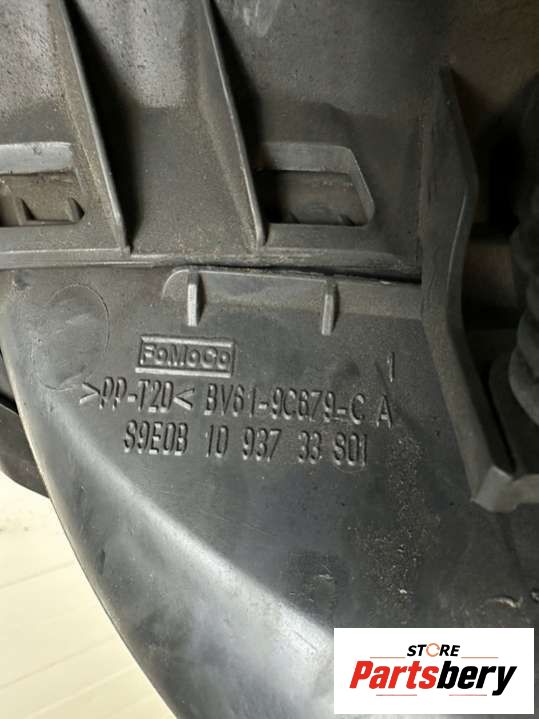 FoMoCo
>PP-T20< BV61-9C679-C A
S9E0B 10 937 33 S01
STORE
Partsbery